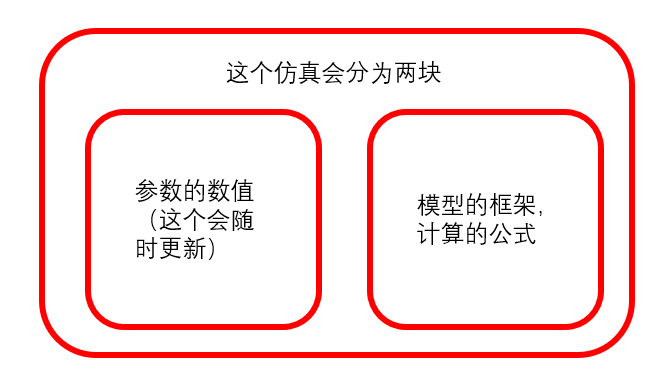 这个仿真会分为两块
参数的数值
（这个会随
时更新）
模型的框架，
计算的公式